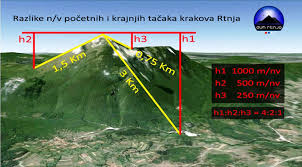 Razlike n/v početnih i krajnjih tačaka krakova Rtnja
h2
h3
h1
1,5 Km
0,75 Km
3 Km
h1 1000 m/nv
h2 500 m/nv
h3 250 m/nv
h1:h2:h3 = 4:2:1